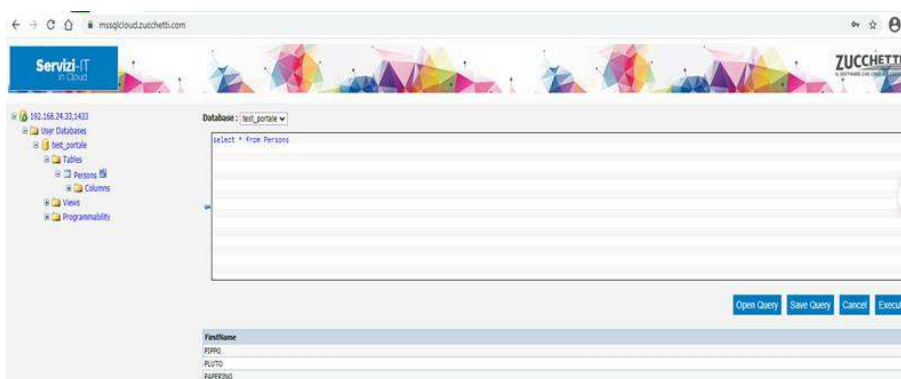 mssqlcloud.zucchetti.com
Servizi-IT
in Cloud
ZUCCHETTI
192.168.24.33,1433
User Databases
test_portale
Tables
Persons
Columns
Views
Programmability
Database : test_portale
select * from Persons
Open Query
Save Query
Cancel
Execut
FirstName
PIPPO
PLUTO
PAPERINO